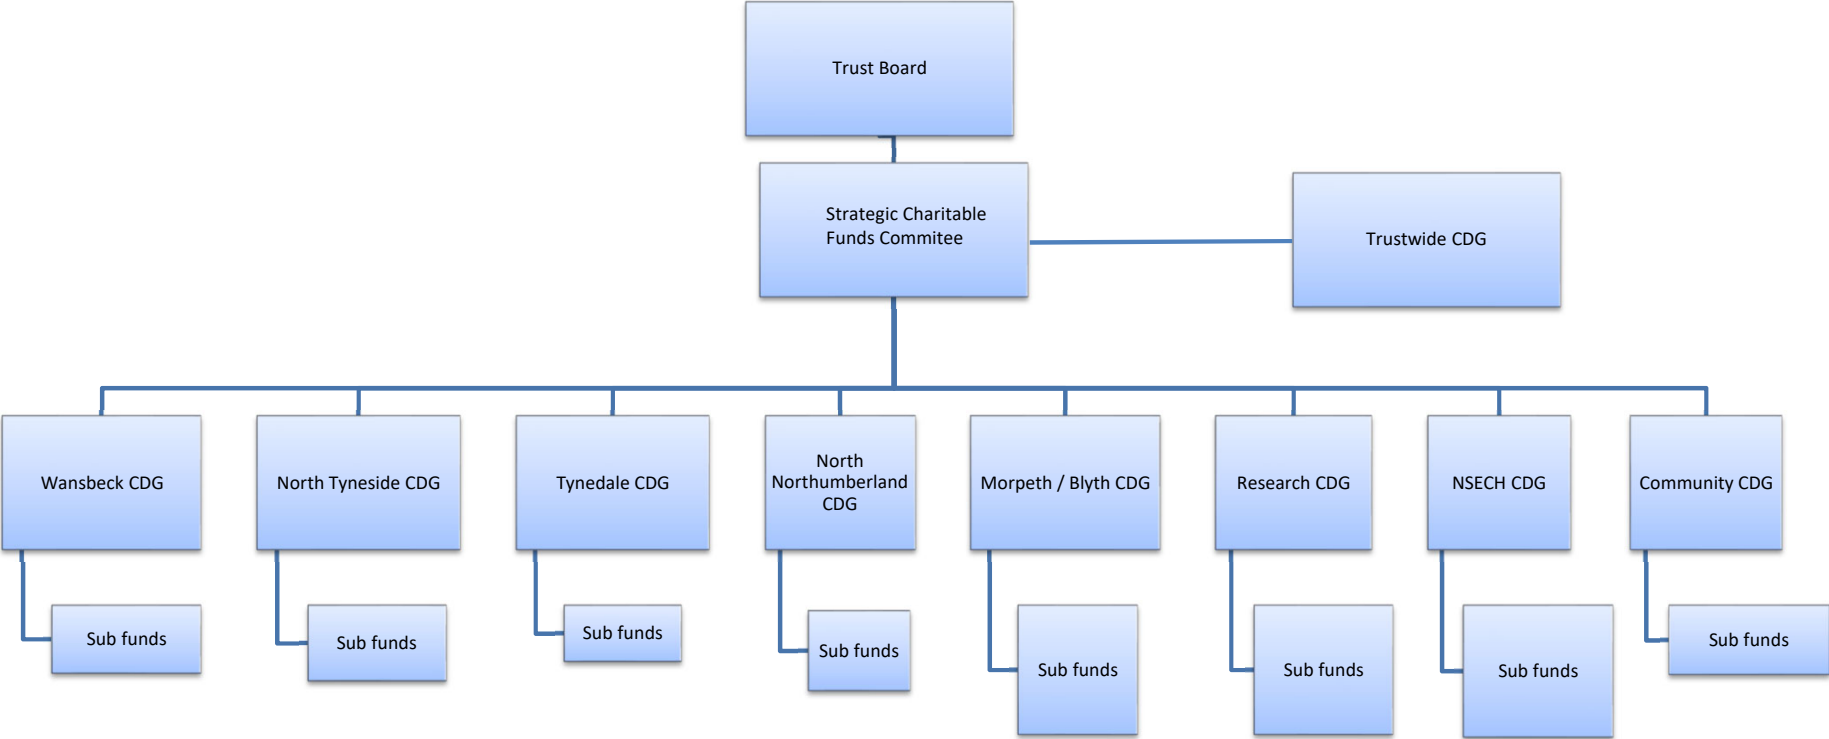 Trust Board
Strategic Charitable
Funds Commitee
Trustwide CDG
Wansbeck CDG
North Tyneside CDG
Tynedale CDG
North
Northumberland
CDG
Morpeth / Blyth CDG
Research CDG
NSECH CDG
Community CDG
Sub funds
Sub funds
Sub funds
Sub funds
Sub funds
Sub funds
Sub funds
Sub funds